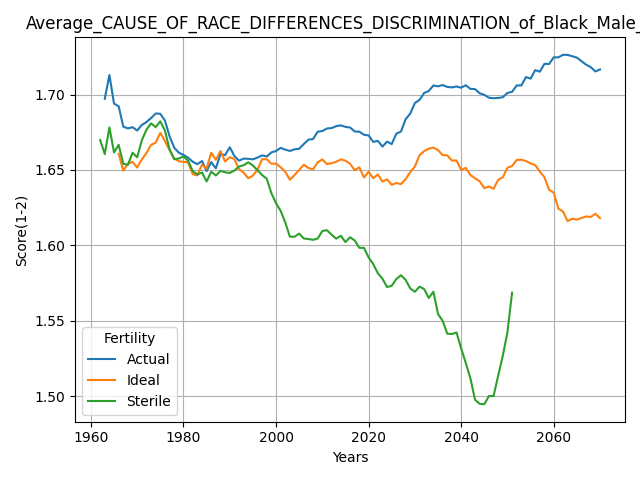 Average_CAUSE_OF_RACE_DIFFERENCES_DISCRIMINATION_of_Black_Male_
1.70
1.65
1.60
1.55
1.50
Score(1-2)
Fertility
Actual
Ideal
Sterile
1960 1980 2000 2020 2040 2060
Years